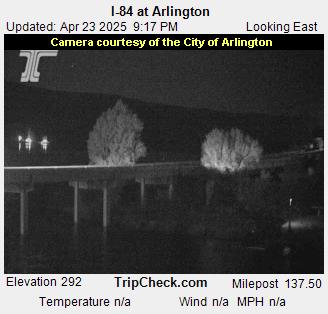 I-84 at Arlington
Updated: Apr 23 2025 9:17 PM Looking East
Camera courtesy of the City of Arlington
Elevation 292 TripCheck.com Milepost 137.50
Temperature n/a Wind n/a MPH n/a